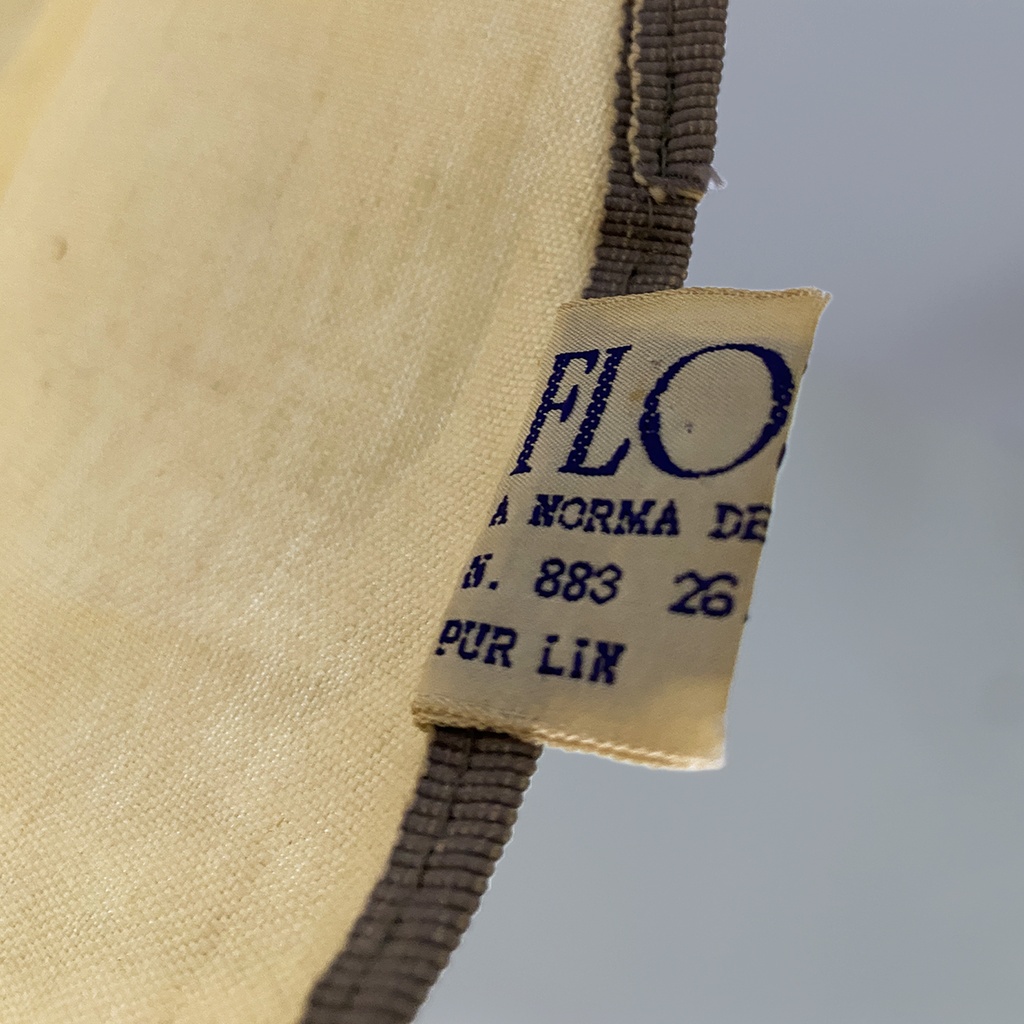 FLO
A NORMA DE
N. 883 26.
PUR LIN